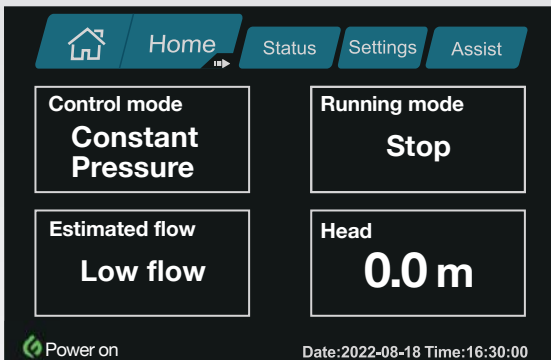 Home
Status
Settings
Assist
Control mode
Constant
Pressure
Running mode
Stop
Estimated flow
Low flow
Head
0.0 m
Power on
Date:2022-08-18 Time:16:30:00